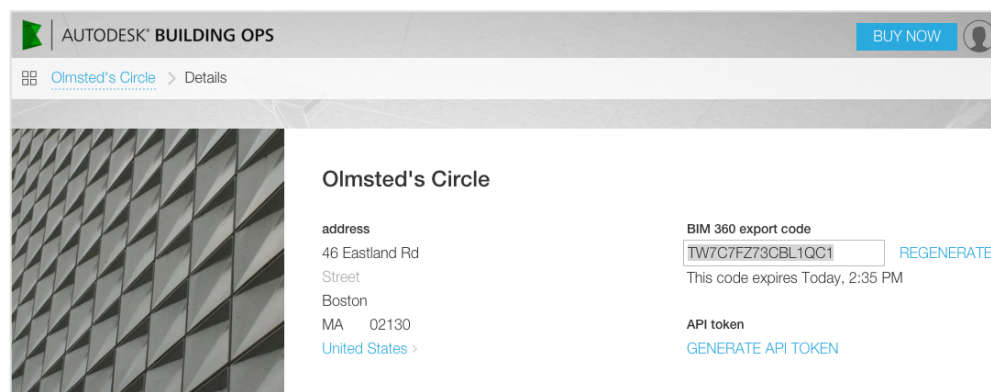 AUTODESK® BUILDING OPS
BUY NOW
Olmsted's Circle > Details
Olmsted's Circle
address
46 Eastland Rd
Street
Boston
MA 02130
United States >
BIM 360 export code
TW7C7FZ73CBL1QC1 REGENERATE
This code expires Today, 2:35 PM
API token
GENERATE API TOKEN